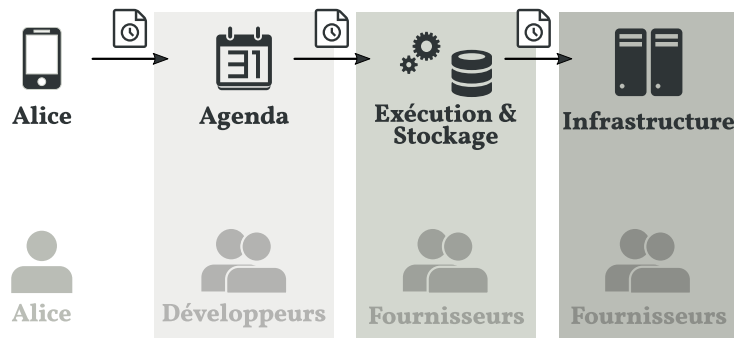 31
Alice
Agenda
Exécution &
Stockage
Infrastructure
Alice
Développeurs
Fournisseurs
Fournisseurs